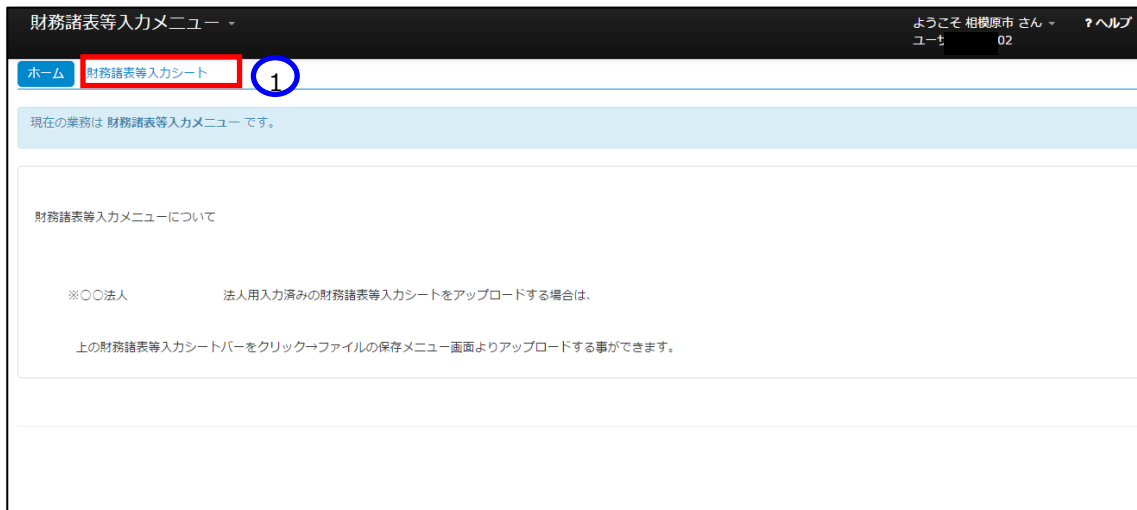 財務諸表等入力メニュー
ようこそ 相模原市 さん
?ヘルプ
ユーザ 02
ホーム 財務諸表等入力シート
1
現在の業務は 財務諸表等入力メニュー です。
財務諸表等入力メニューについて
※○○法人 法人用入力済みの財務諸表等入力シートをアップロードする場合は、
上の財務諸表等入力シートバーをクリック→ファイルの保存メニュー画面よりアップロードする事ができます。